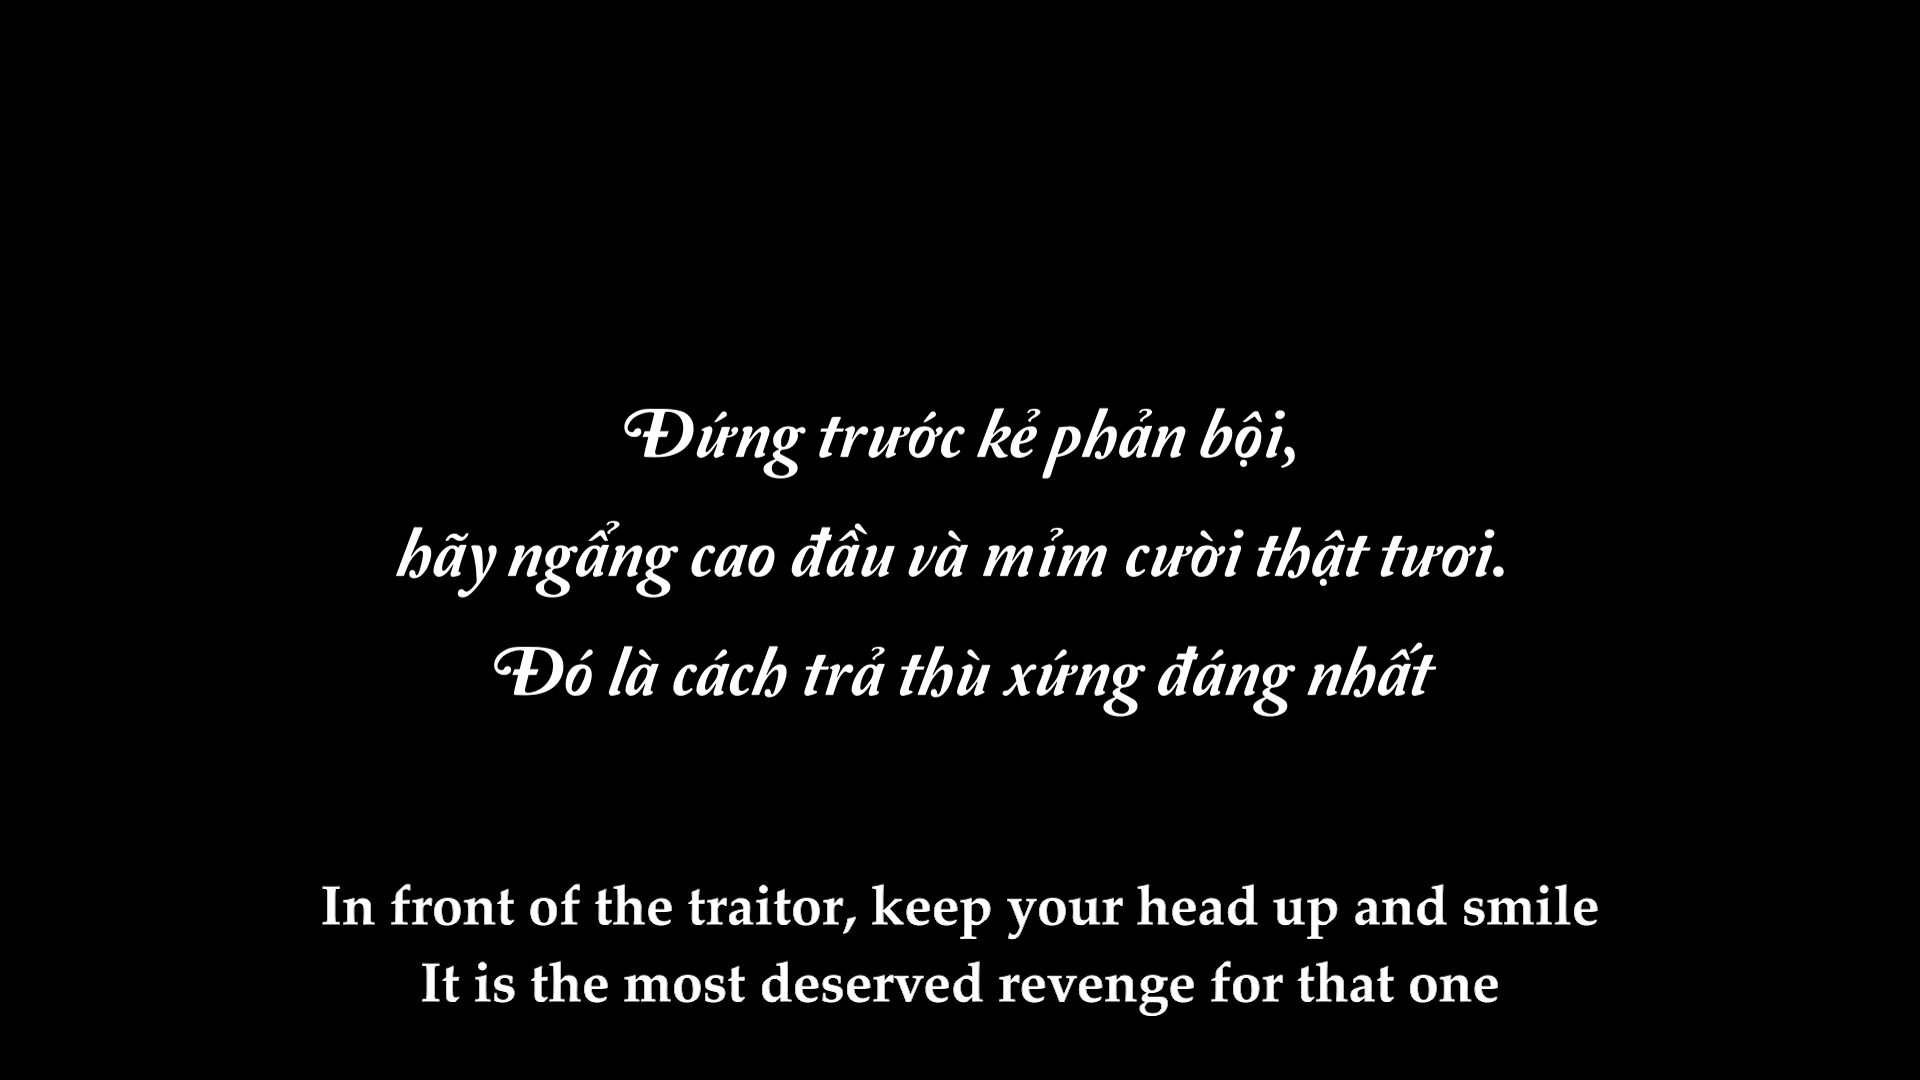 Đứng trước kẻ phản bội,
hãy ngẩng cao đầu và mỉm cười thật tươi.
Đó là cách trả thù xứng đáng nhất
In front of the traitor, keep your head up and smile
It is the most deserved revenge for that one